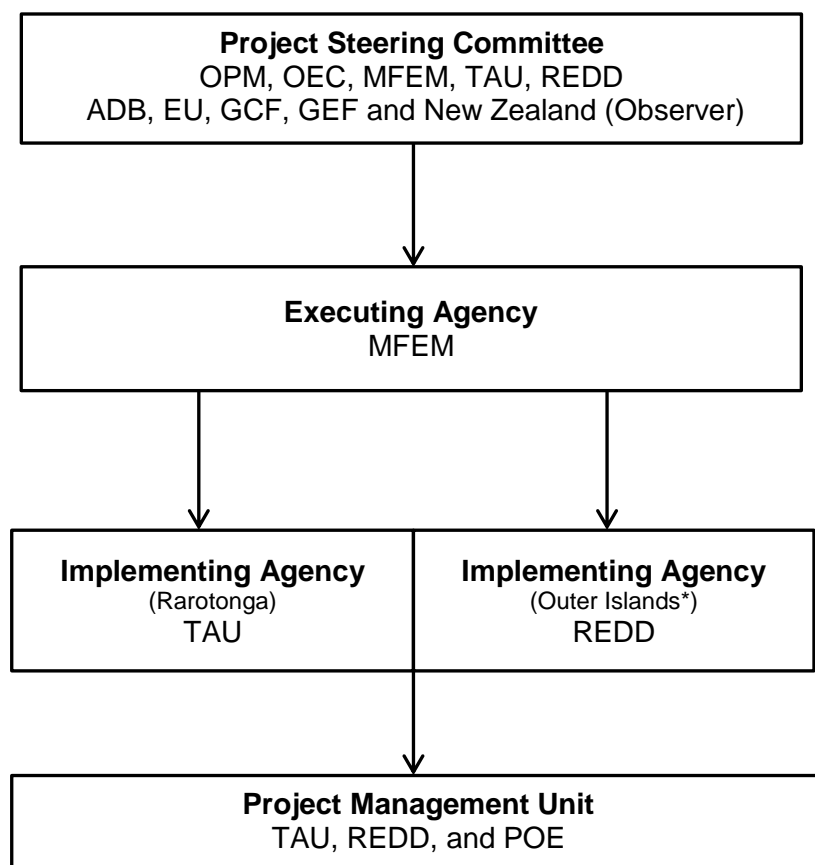 Project Steering Committee
OPM, OEC, MFEM, TAU, REDD
ADB, EU, GCF, GEF and New Zealand (Observer)
Executing Agency
MFEM
Implementing Agency
(Rarotonga)
TAU
Implementing Agency
(Outer Islands*)
REDD
Project Management Unit
TAU, REDD, and POE